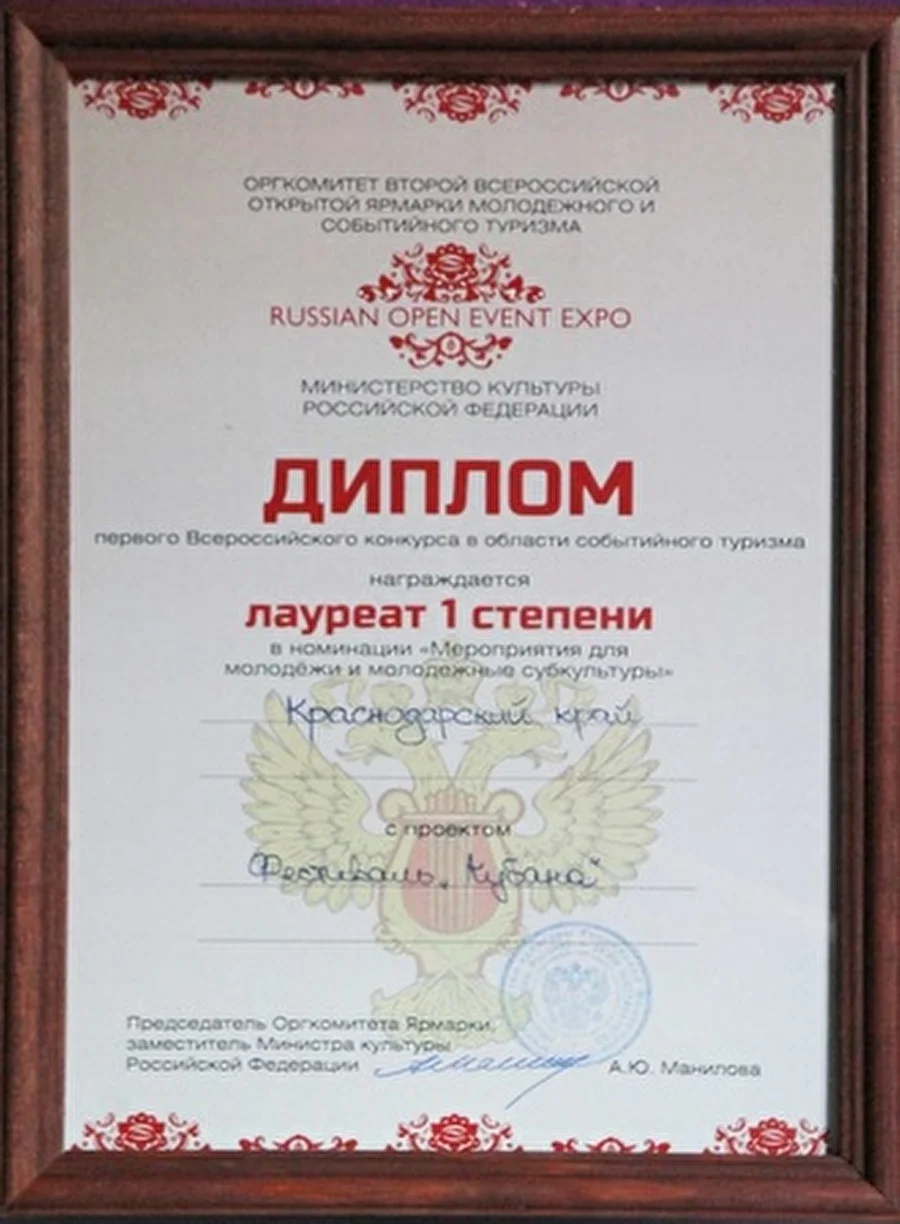 ОРГКОМИТЕТ ВТОРОЙ ВСЕРОССИЙСКОЙ
ОТКРЫТОЙ ЯРМАРКИ МОЛОДЕЖНОГО И
СОБЫТИЙНОГО ТУРИЗМА
RUSSIAN OPEN EVENT EXPO
МИНИСТЕРСТВО КУЛЬТУРЫ
РОССИЙСКОЙ ФЕДЕРАЦИИ
ДИПЛОМ
первого Всероссийского конкурса в области событийного туризма
награждается
лауреат 1 степени
в номинации «Мероприятия для
молодёжи и молодежные субкультуры»
Краснодарский край
с проектом
Фестиваль „Кубана"
Председатель Оргкомитета Ярмарки,
заместитель Министра культуры
Российской Федерации
А.Ю. Манилова